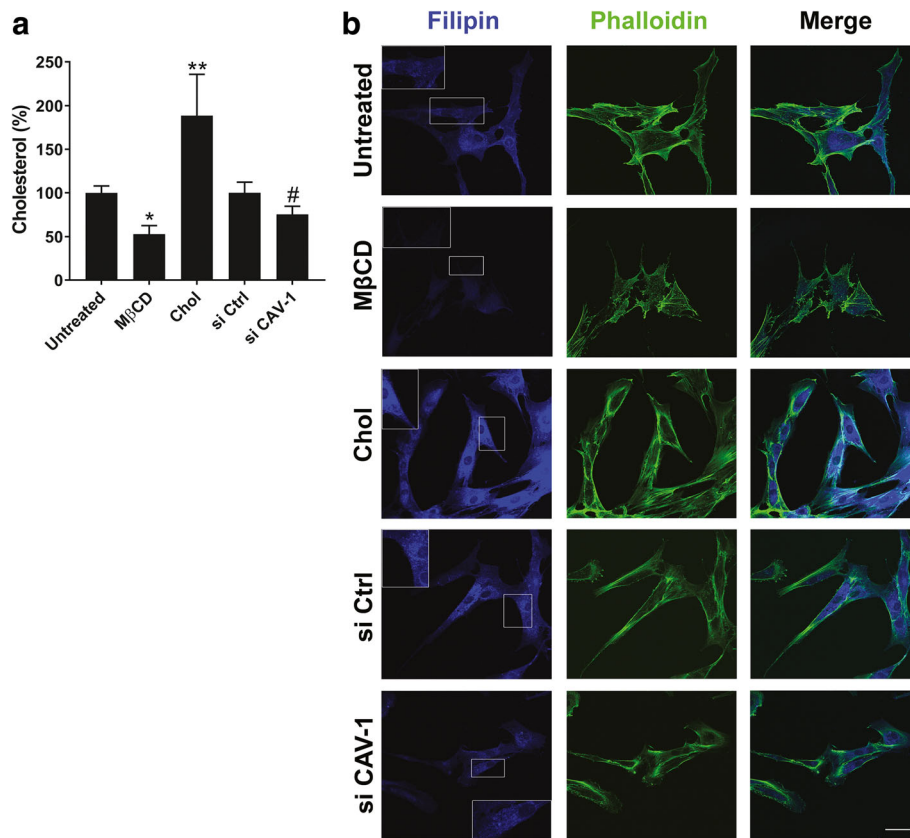 a
Cholesterol (%)
250
200
150
100
50
0
*
**
#
Untreated
MβCD
Chol
si Ctrl
si CAV-1
b
Filipin
Phalloidin
Merge
Untreated
MβCD
Chol
si Ctrl
si CAV-1